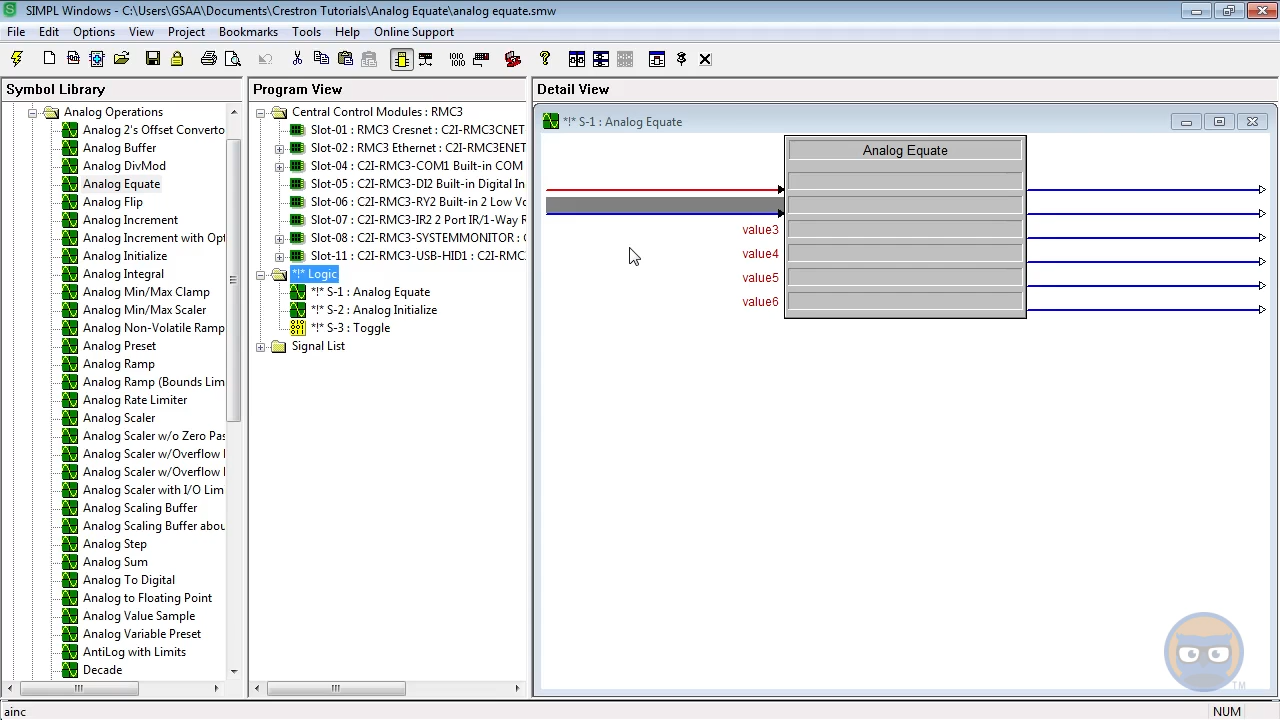 SIMPL Windows - C:\Users\GSAA\Documents\Crestron Tutorials\Analog Equate\analog equate.smw
File Edit Options View Project Bookmarks Tools Help Online Support
Symbol Library
Analog Operations
Analog 2's Offset Converto
Analog Buffer
Analog DivMod
Analog Equate
Analog Flip
Analog Increment
Analog Increment with Opt
Analog Initialize
Analog Integral
Analog Min/Max Clamp
Analog Min/Max Scaler
Analog Non-Volatile Ramp
Analog Preset
Analog Ramp
Analog Ramp (Bounds Lim
Analog Rate Limiter
Analog Scaler
Analog Scaler w/o Zero Pas
Analog Scaler w/Overflow
Analog Scaler w/Overflow
Analog Scaler with I/O Lim
Analog Scaling Buffer
Analog Scaling Buffer abou
Analog Step
Analog Sum
Analog To Digital
Analog to Floating Point
Analog Value Sample
Analog Variable Preset
AntiLog with Limits
Decade
Program View
Central Control Modules : RMC3
Slot-01 : RMC3 Cresnet : C2I-RMC3CNET
Slot-02 : RMC3 Ethernet : C2I-RMC3ENET
Slot-04 : C2I-RMC3-COM1 Built-in COM
Slot-05 : C2I-RMC3-DI2 Built-in Digital In
Slot-06 : C2I-RMC3-RY2 Built-in 2 Low Vo
Slot-07 : C2I-RMC3-IR2 2 Port IR/1-Way R
Slot-08 : C2I-RMC3-SYSTEMMONITOR : C
Slot-11 : C2I-RMC3-USB-HID1 : C2I-RMC
*!* Logic
*!* S-1 : Analog Equate
*!* S-2 : Analog Initialize
*!* S-3 : Toggle
Signal List
Detail View
*!* S-1 : Analog Equate
Analog Equate
value3
value4
value5
value6
TM
ainc
NUM